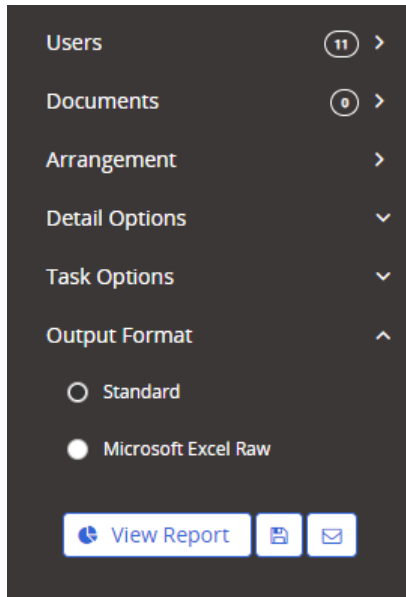 Users 11
Documents 0
Arrangement
Detail Options
Task Options
Output Format
Standard
Microsoft Excel Raw
View Report